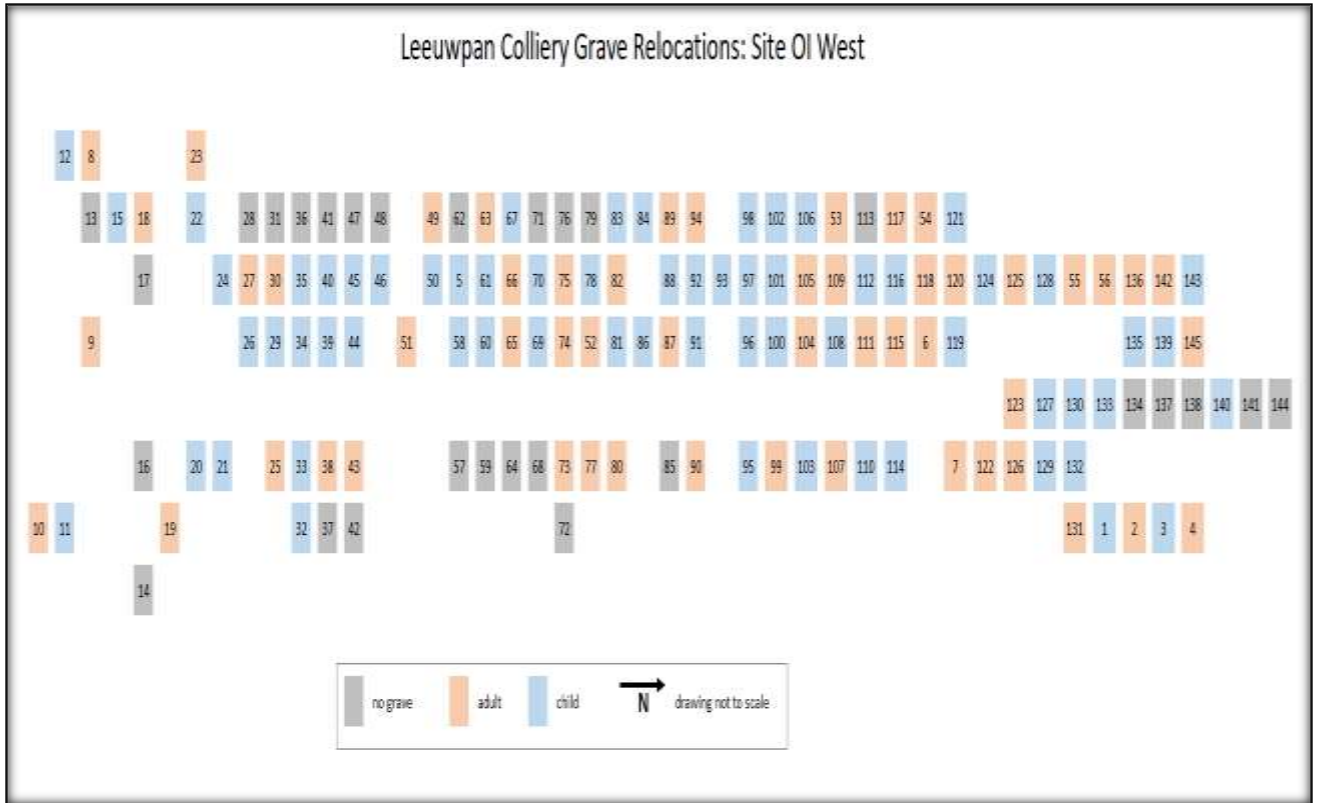 Leeuwpan Colliery Grave Relocations: Site OI West
12 8 23
13 15 18 22 28 31 36 41 47 48 49 62 63 67 71 76 79 83 84 89 94 98 102 106 53 113 117 54 121
17 24 27 30 35 40 45 46 50 5 61 66 70 75 78 82 88 92 93 97 101 105 109 112 116 118 120 124 125 128 55 56 136 142 143
9 26 29 34 39 44 51 58 60 65 69 74 52 81 86 87 91 96 100 104 108 111 115 6 119 135 139 145
123 127 130 133 134 137 138 140 141 144
16 20 21 25 33 38 43 57 59 64 68 73 77 80 85 90 95 99 103 107 110 114 7 122 126 129 132
10 11 19 32 37 42 72 131 1 2 3 4
14
no grave adult child N drawing not to scale